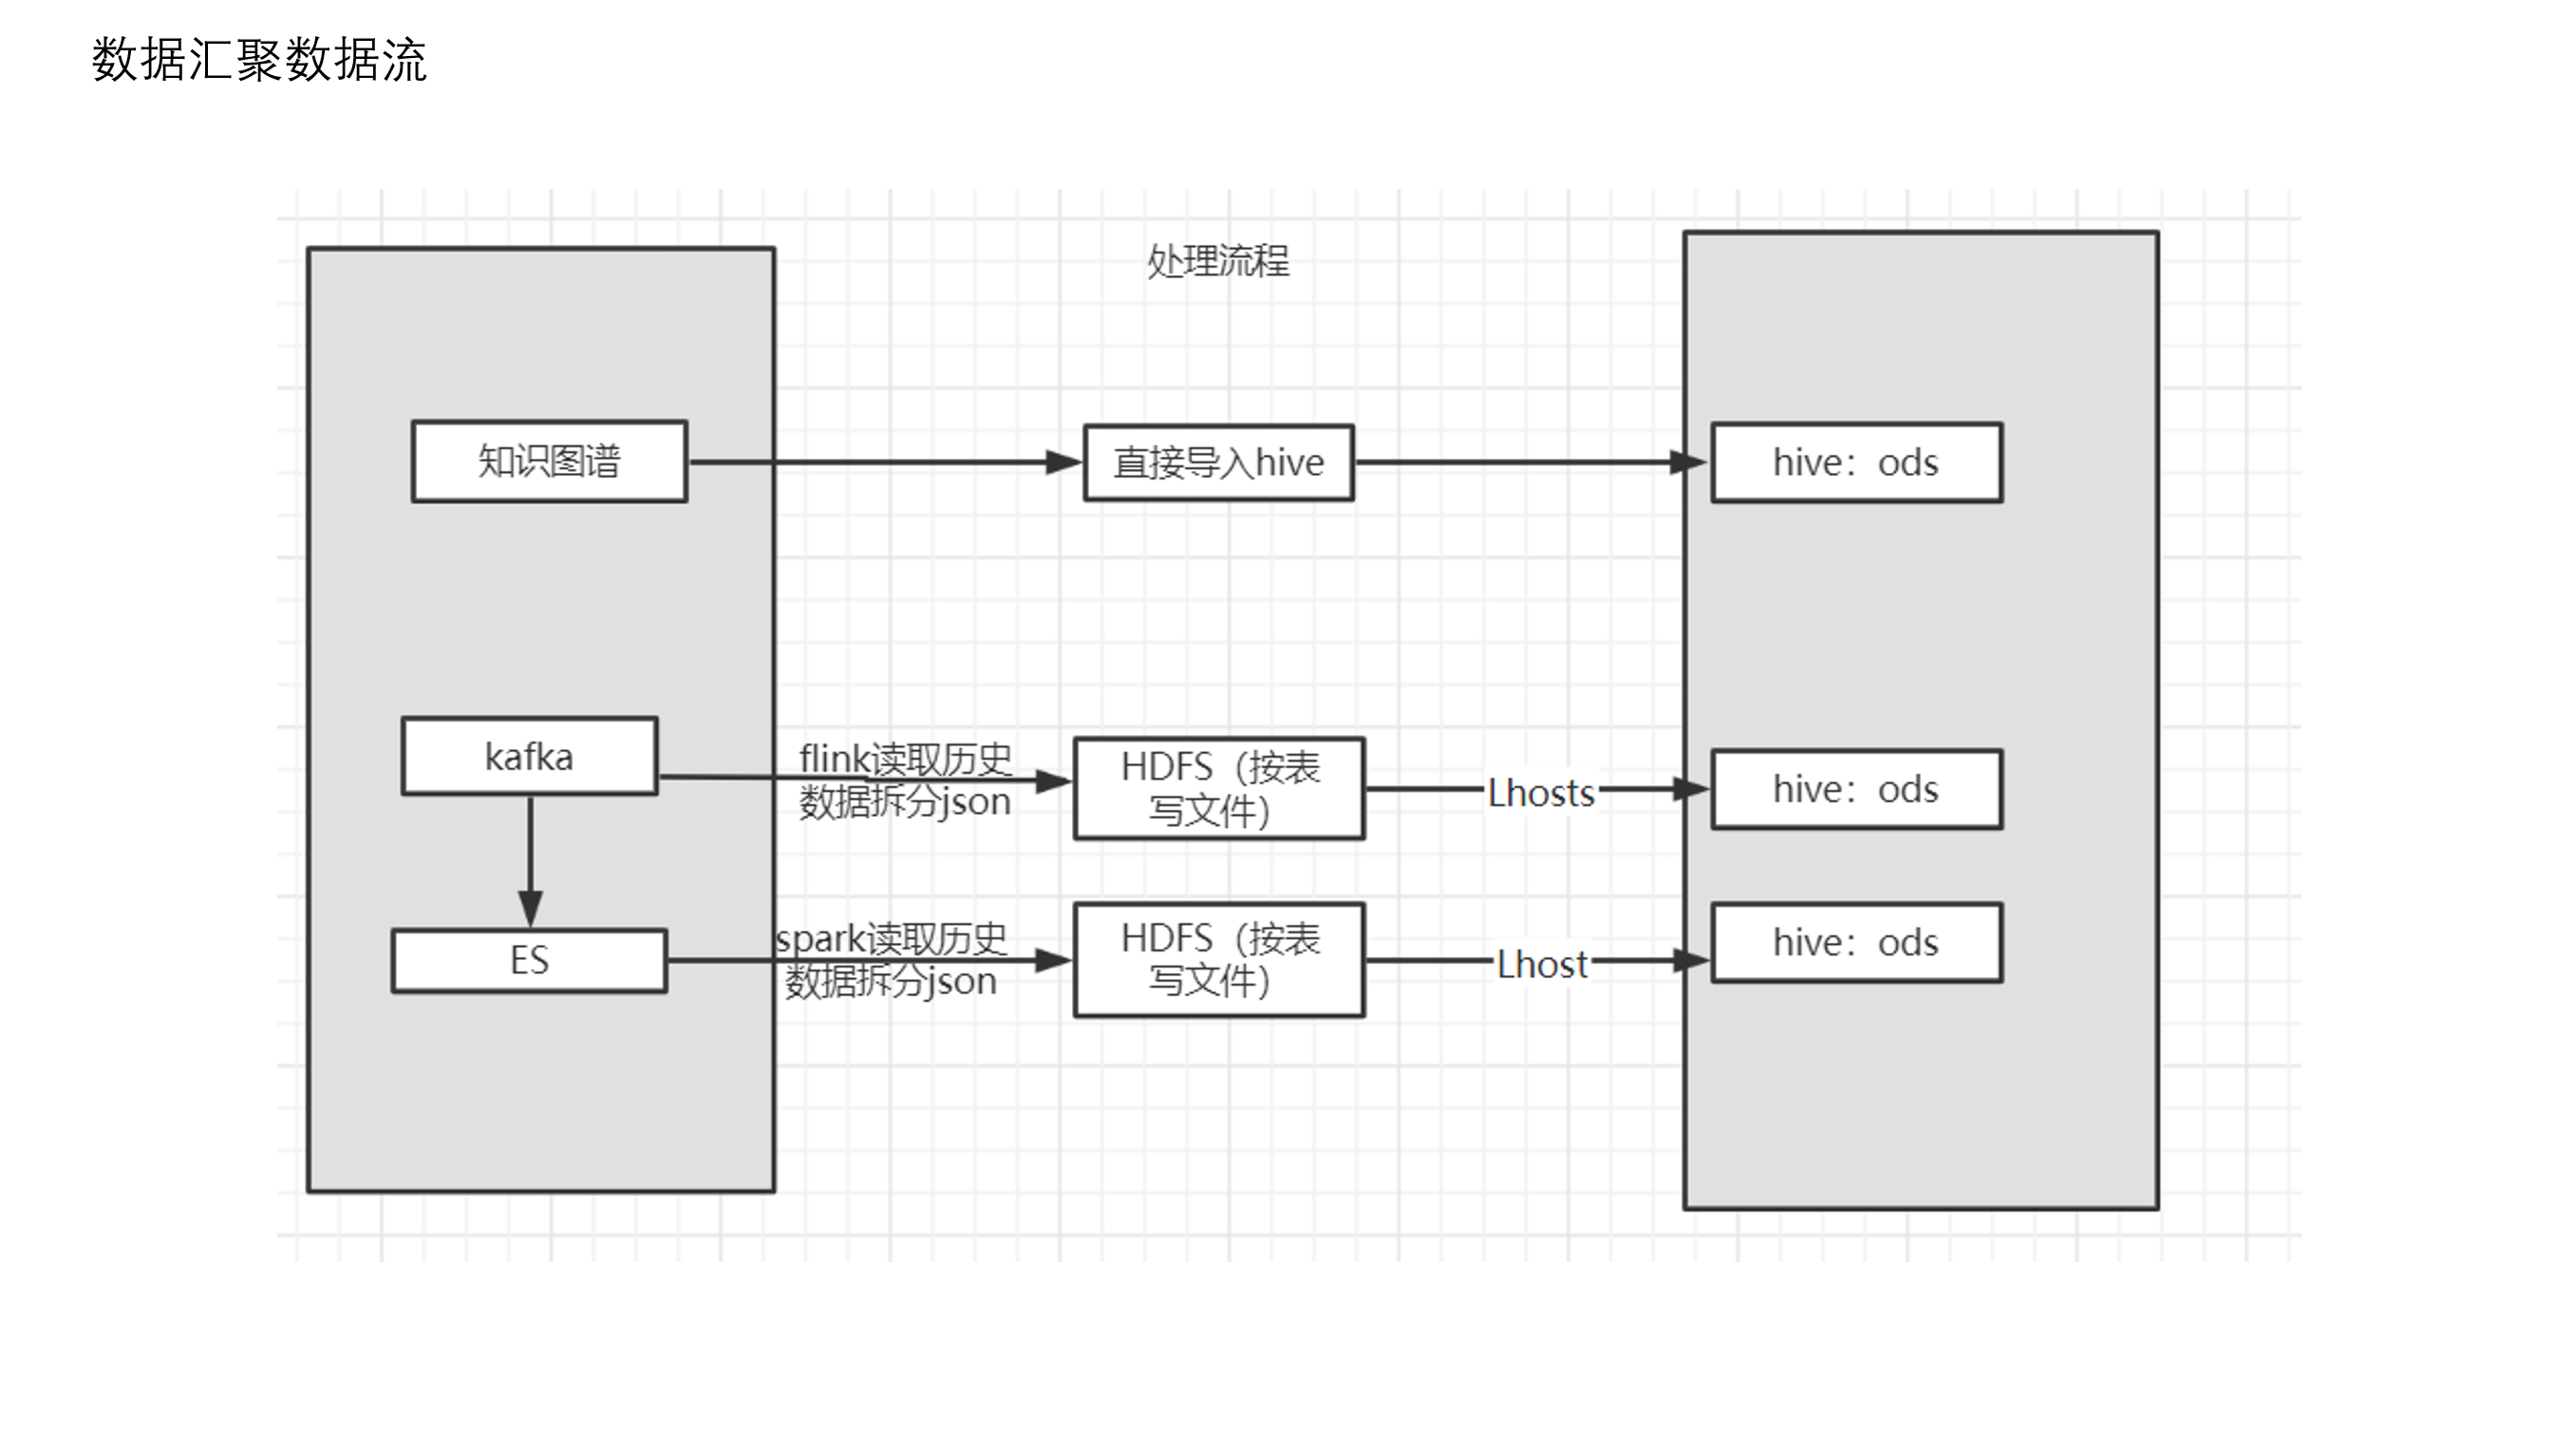 数据汇聚数据流
处理流程
知识图谱
直接导入hive
hive：ods
kafka
flink读取历史
数据拆分json
HDFS（按表
写文件）
Lhosts
hive：ods
ES
spark读取历史
数据拆分json
HDFS（按表
写文件）
Lhost
hive：ods